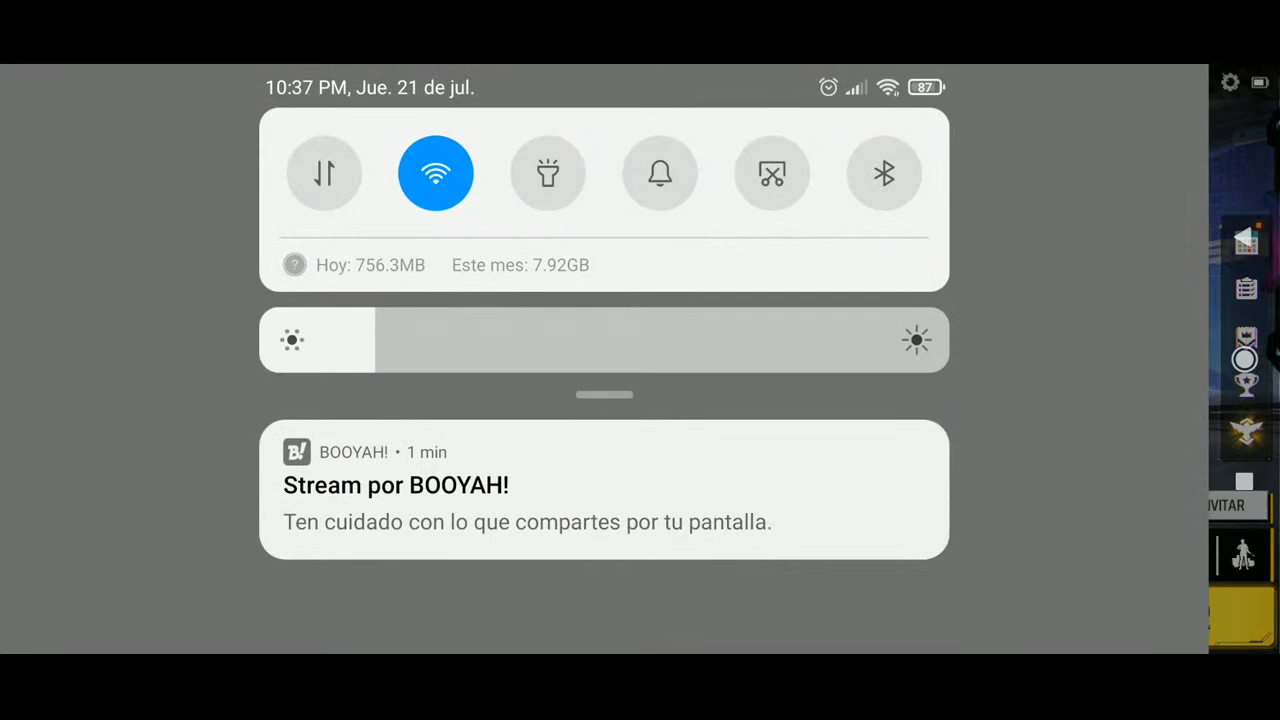 10:37 PM, Jue. 21 de jul.
87
Hoy: 756.3MB Este mes: 7.92GB
BOOYAH! • 1 min
Stream por BOOYAH!
Ten cuidado con lo que compartes por tu pantalla.
NVITAR